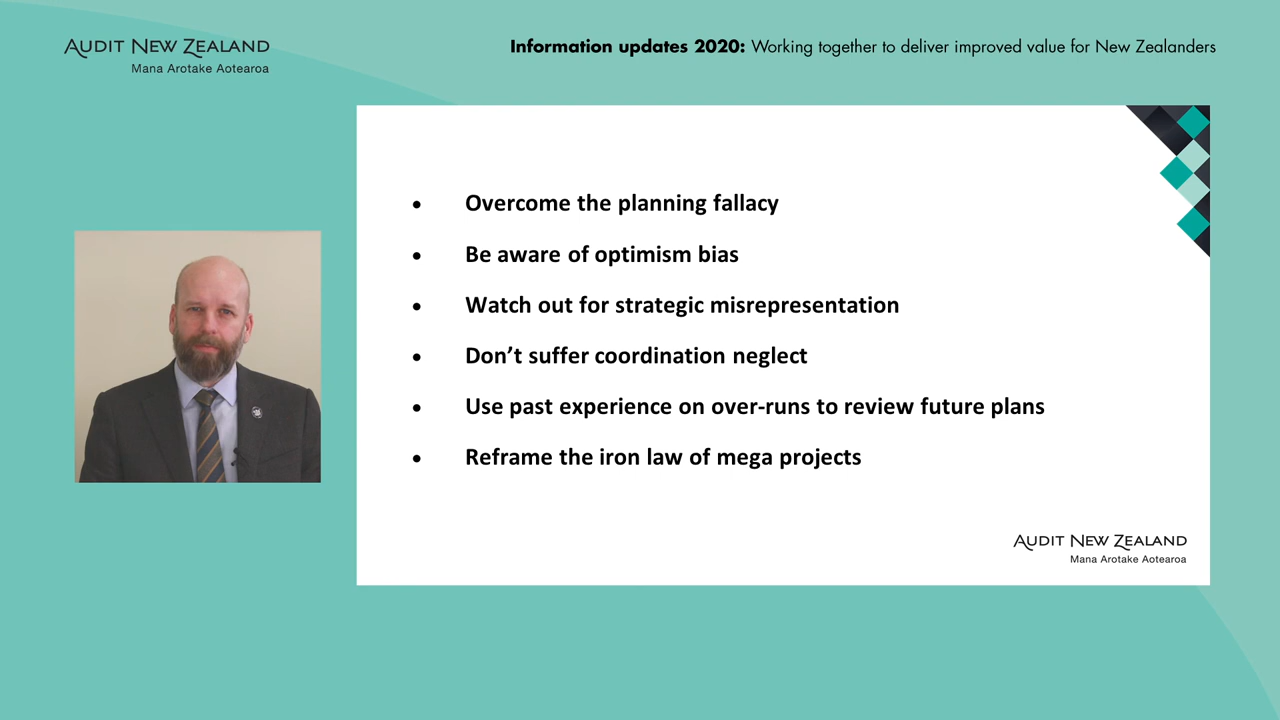 AUDIT NEW ZEALAND
Mana Arotake Aotearoa
Information updates 2020: Working together to deliver improved value for New Zealanders
• Overcome the planning fallacy
• Be aware of optimism bias
• Watch out for strategic misrepresentation
• Don’t suffer coordination neglect
• Use past experience on over-runs to review future plans
• Reframe the iron law of mega projects
AUDIT NEW ZEALAND
Mana Arotake Aotearoa